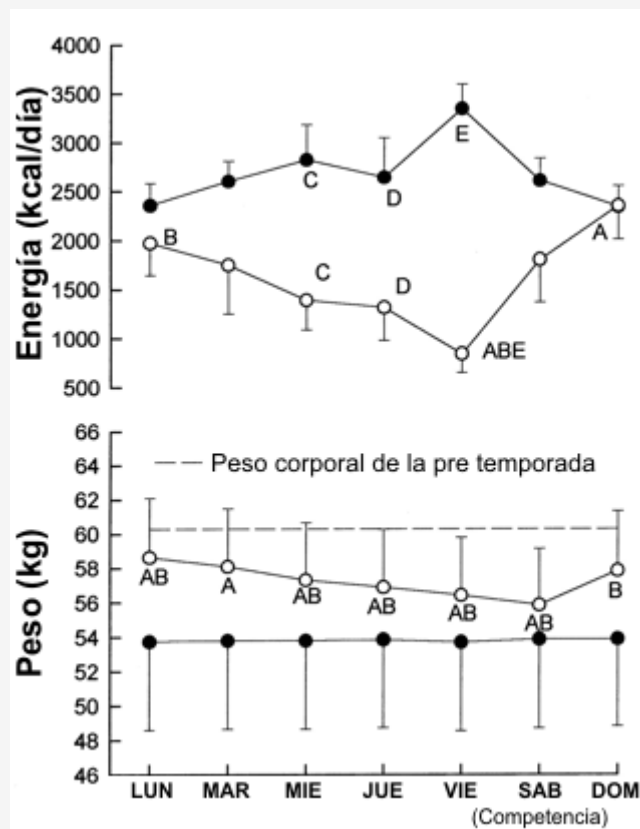 Energía (kcal/día)
4000
3500
3000
2500
2000
1500
1000
500
B
C
D
E
A
C
D
ABE
Peso (kg)
66
64
62
60
58
56
54
52
50
48
46
— — — Peso corporal de la pre temporada
AB
A
AB
AB
AB
AB
B
LUN MAR MIE JUE VIE SAB DOM
(Competencia)